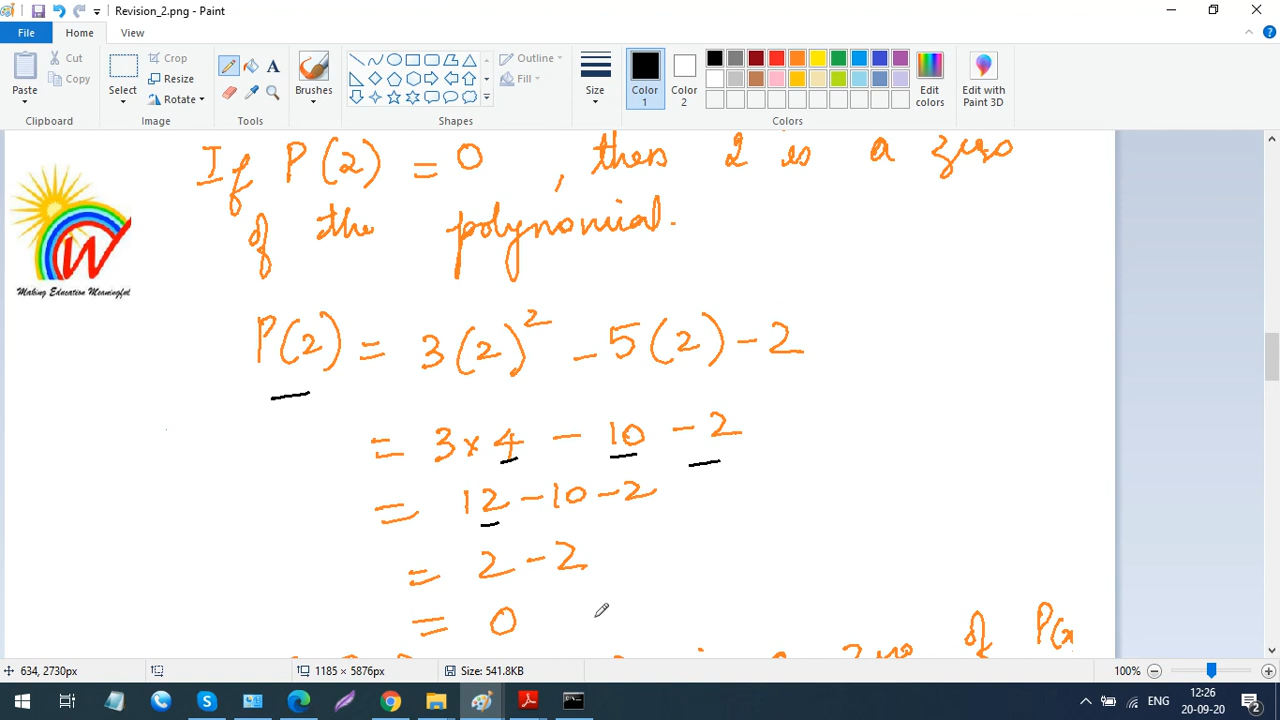 Revision_2.png - Paint
File Home View
Paste Cut Copy Clipboard
Select Crop Resize Rotate Image
Tools
Brushes
Outline Fill Shapes
Size
Color 1 Color 2 Edit colors Colors
Edit with Paint 3D
If P(2) = 0, then 2 is a zero
of the polynomial.
Making Education Meaningful
P(2) = 3(2)² - 5(2) - 2
= 3 × 4 - 10 - 2
= 12 - 10 - 2
= 2 - 2
= 0
zero of P(x
634, 2730px 1185 × 5876px Size: 541.8KB 100%
ENG 12:26
20-09-20 2